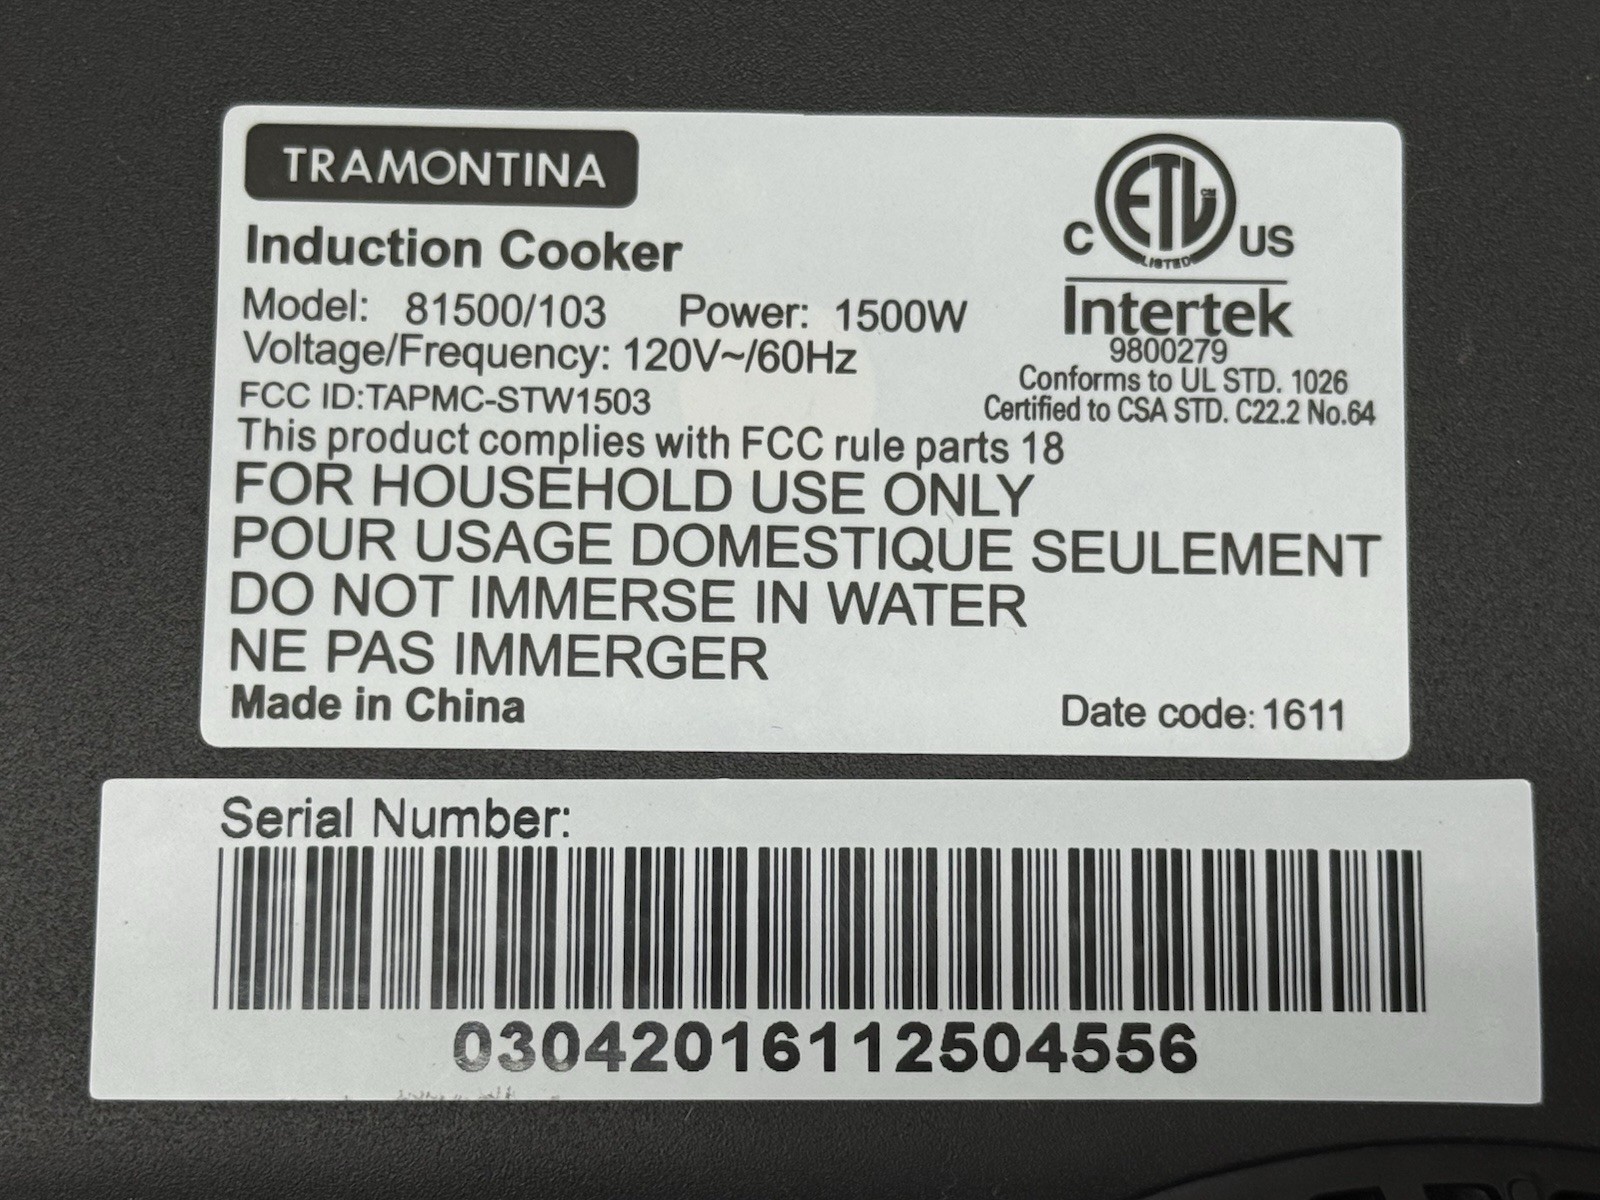 TRAMONTINA
Induction Cooker
Model: 81500/103 Power: 1500W
Voltage/Frequency: 120V~/60Hz
FCC ID:TAPMC-STW1503
This product complies with FCC rule parts 18
FOR HOUSEHOLD USE ONLY
POUR USAGE DOMESTIQUE SEULEMENT
DO NOT IMMERSE IN WATER
NE PAS IMMERGER
Made in China
C ETL CM US
LISTED
Intertek
9800279
Conforms to UL STD. 1026
Certified to CSA STD. C22.2 No.64
Date code: 1611
Serial Number:
03042016112504556